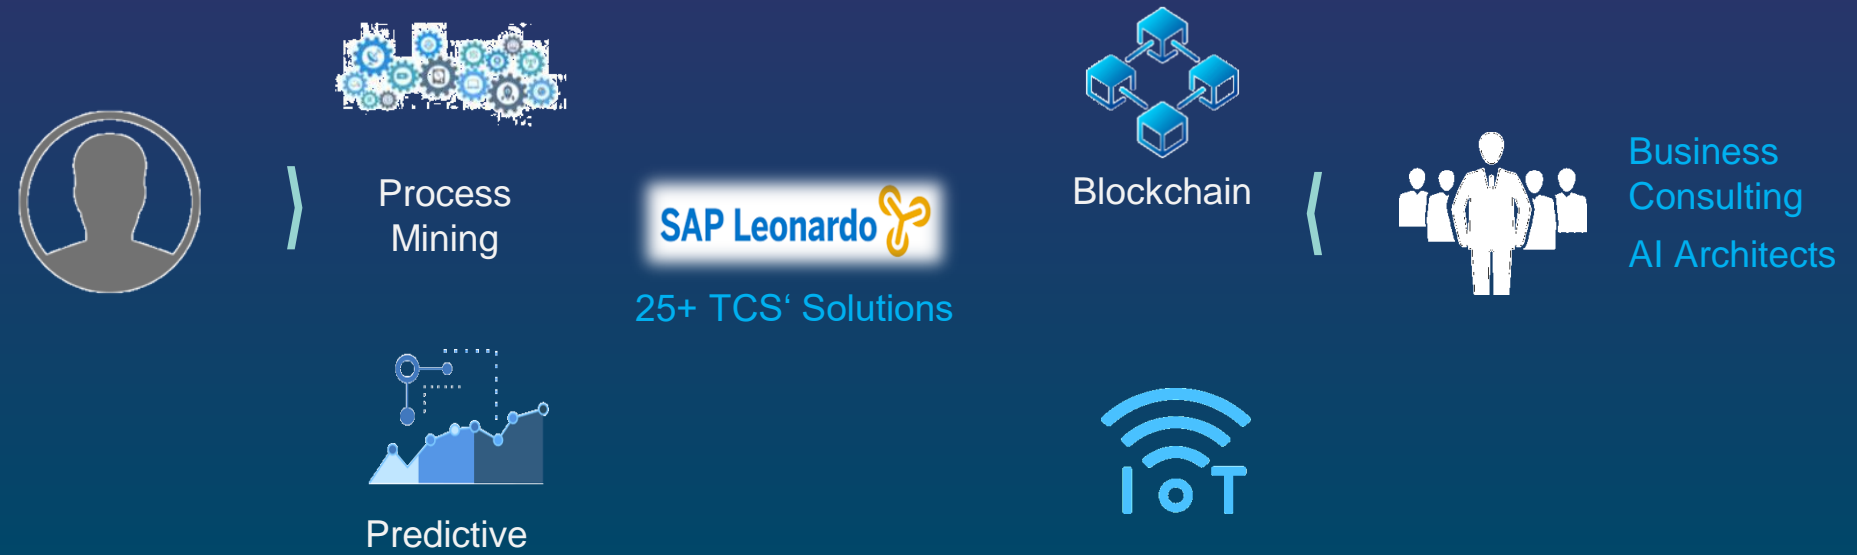 Process
Mining
SAP Leonardo
25+ TCS‘ Solutions
Blockchain
Business
Consulting
AI Architects
Predictive
IoT